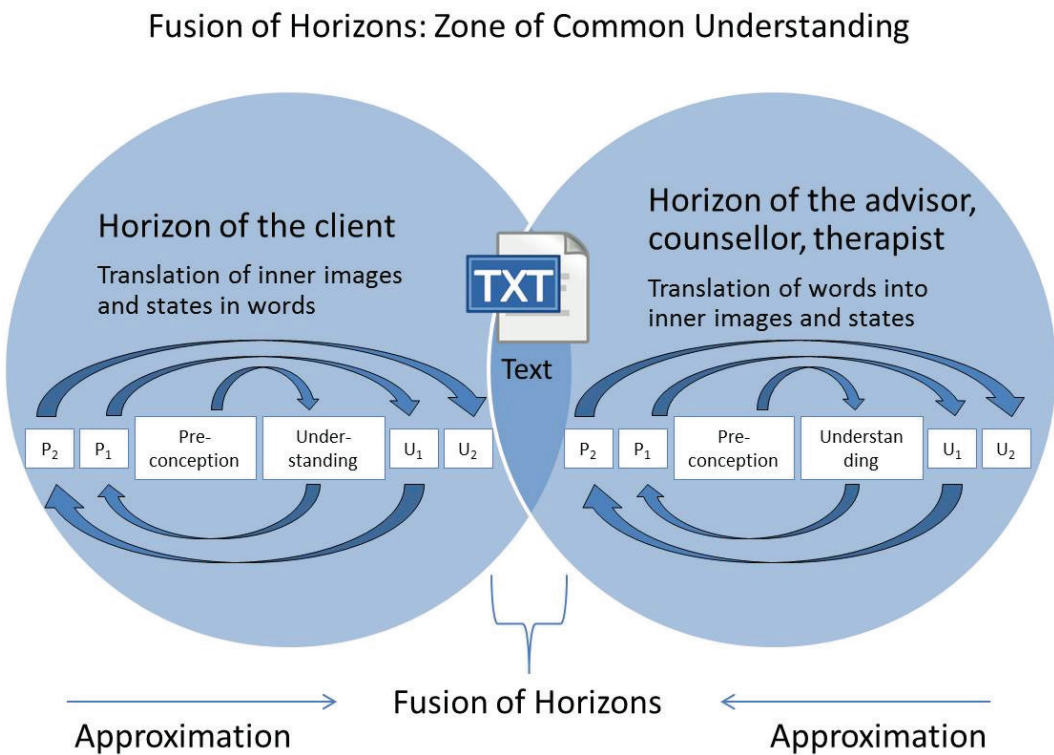 Fusion of Horizons: Zone of Common Understanding
Horizon of the client
Translation of inner images
and states in words
TXT
Text
Horizon of the advisor,
counsellor, therapist
Translation of words into
inner images and states
P2
P1
Pre-
conception
Under-
standing
U1
U2
P2
P1
Pre-
conception
Understan
ding
U1
U2
Fusion of Horizons
Approximation
Approximation